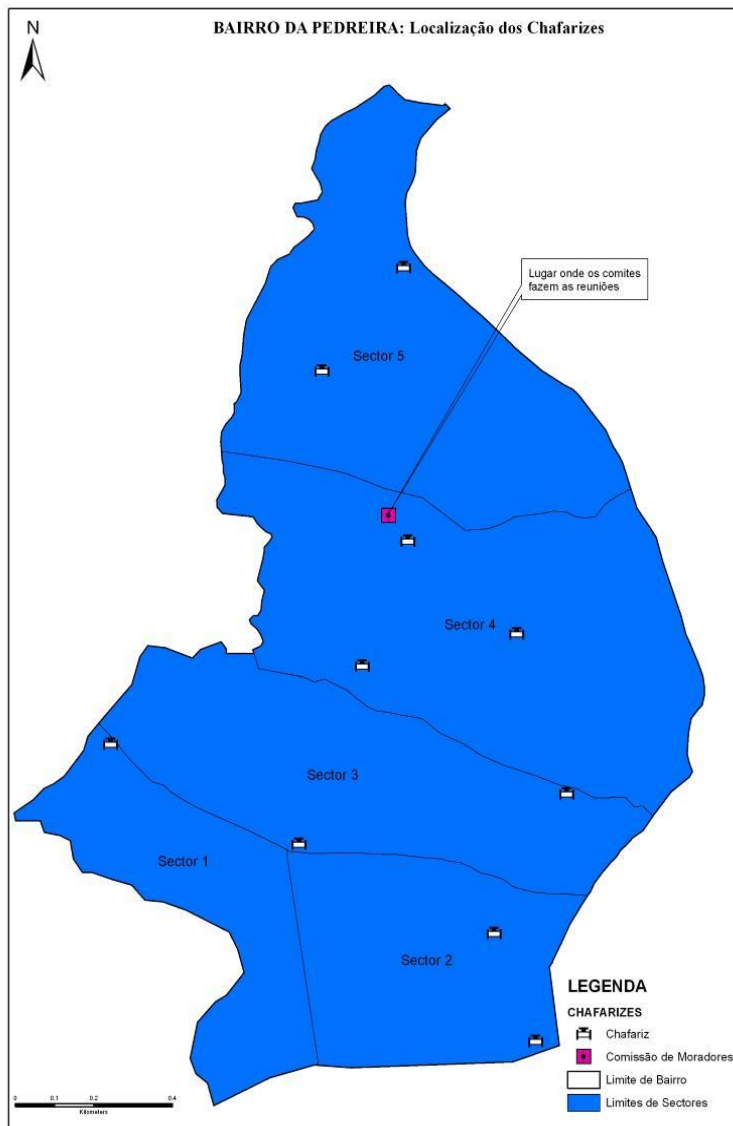 BAIRRO DA PEDREIRA: Localização dos Chafarizes
N
Lugar onde os comites
fazem as reuniões
Sector 5
Sector 4
Sector 3
Sector 1
Sector 2
LEGENDA
CHAFARIZES
Chafariz
Comissão de Moradores
Limite de Bairro
Limites de Sectores
0 0.1 0.2 0.4
Kilometers